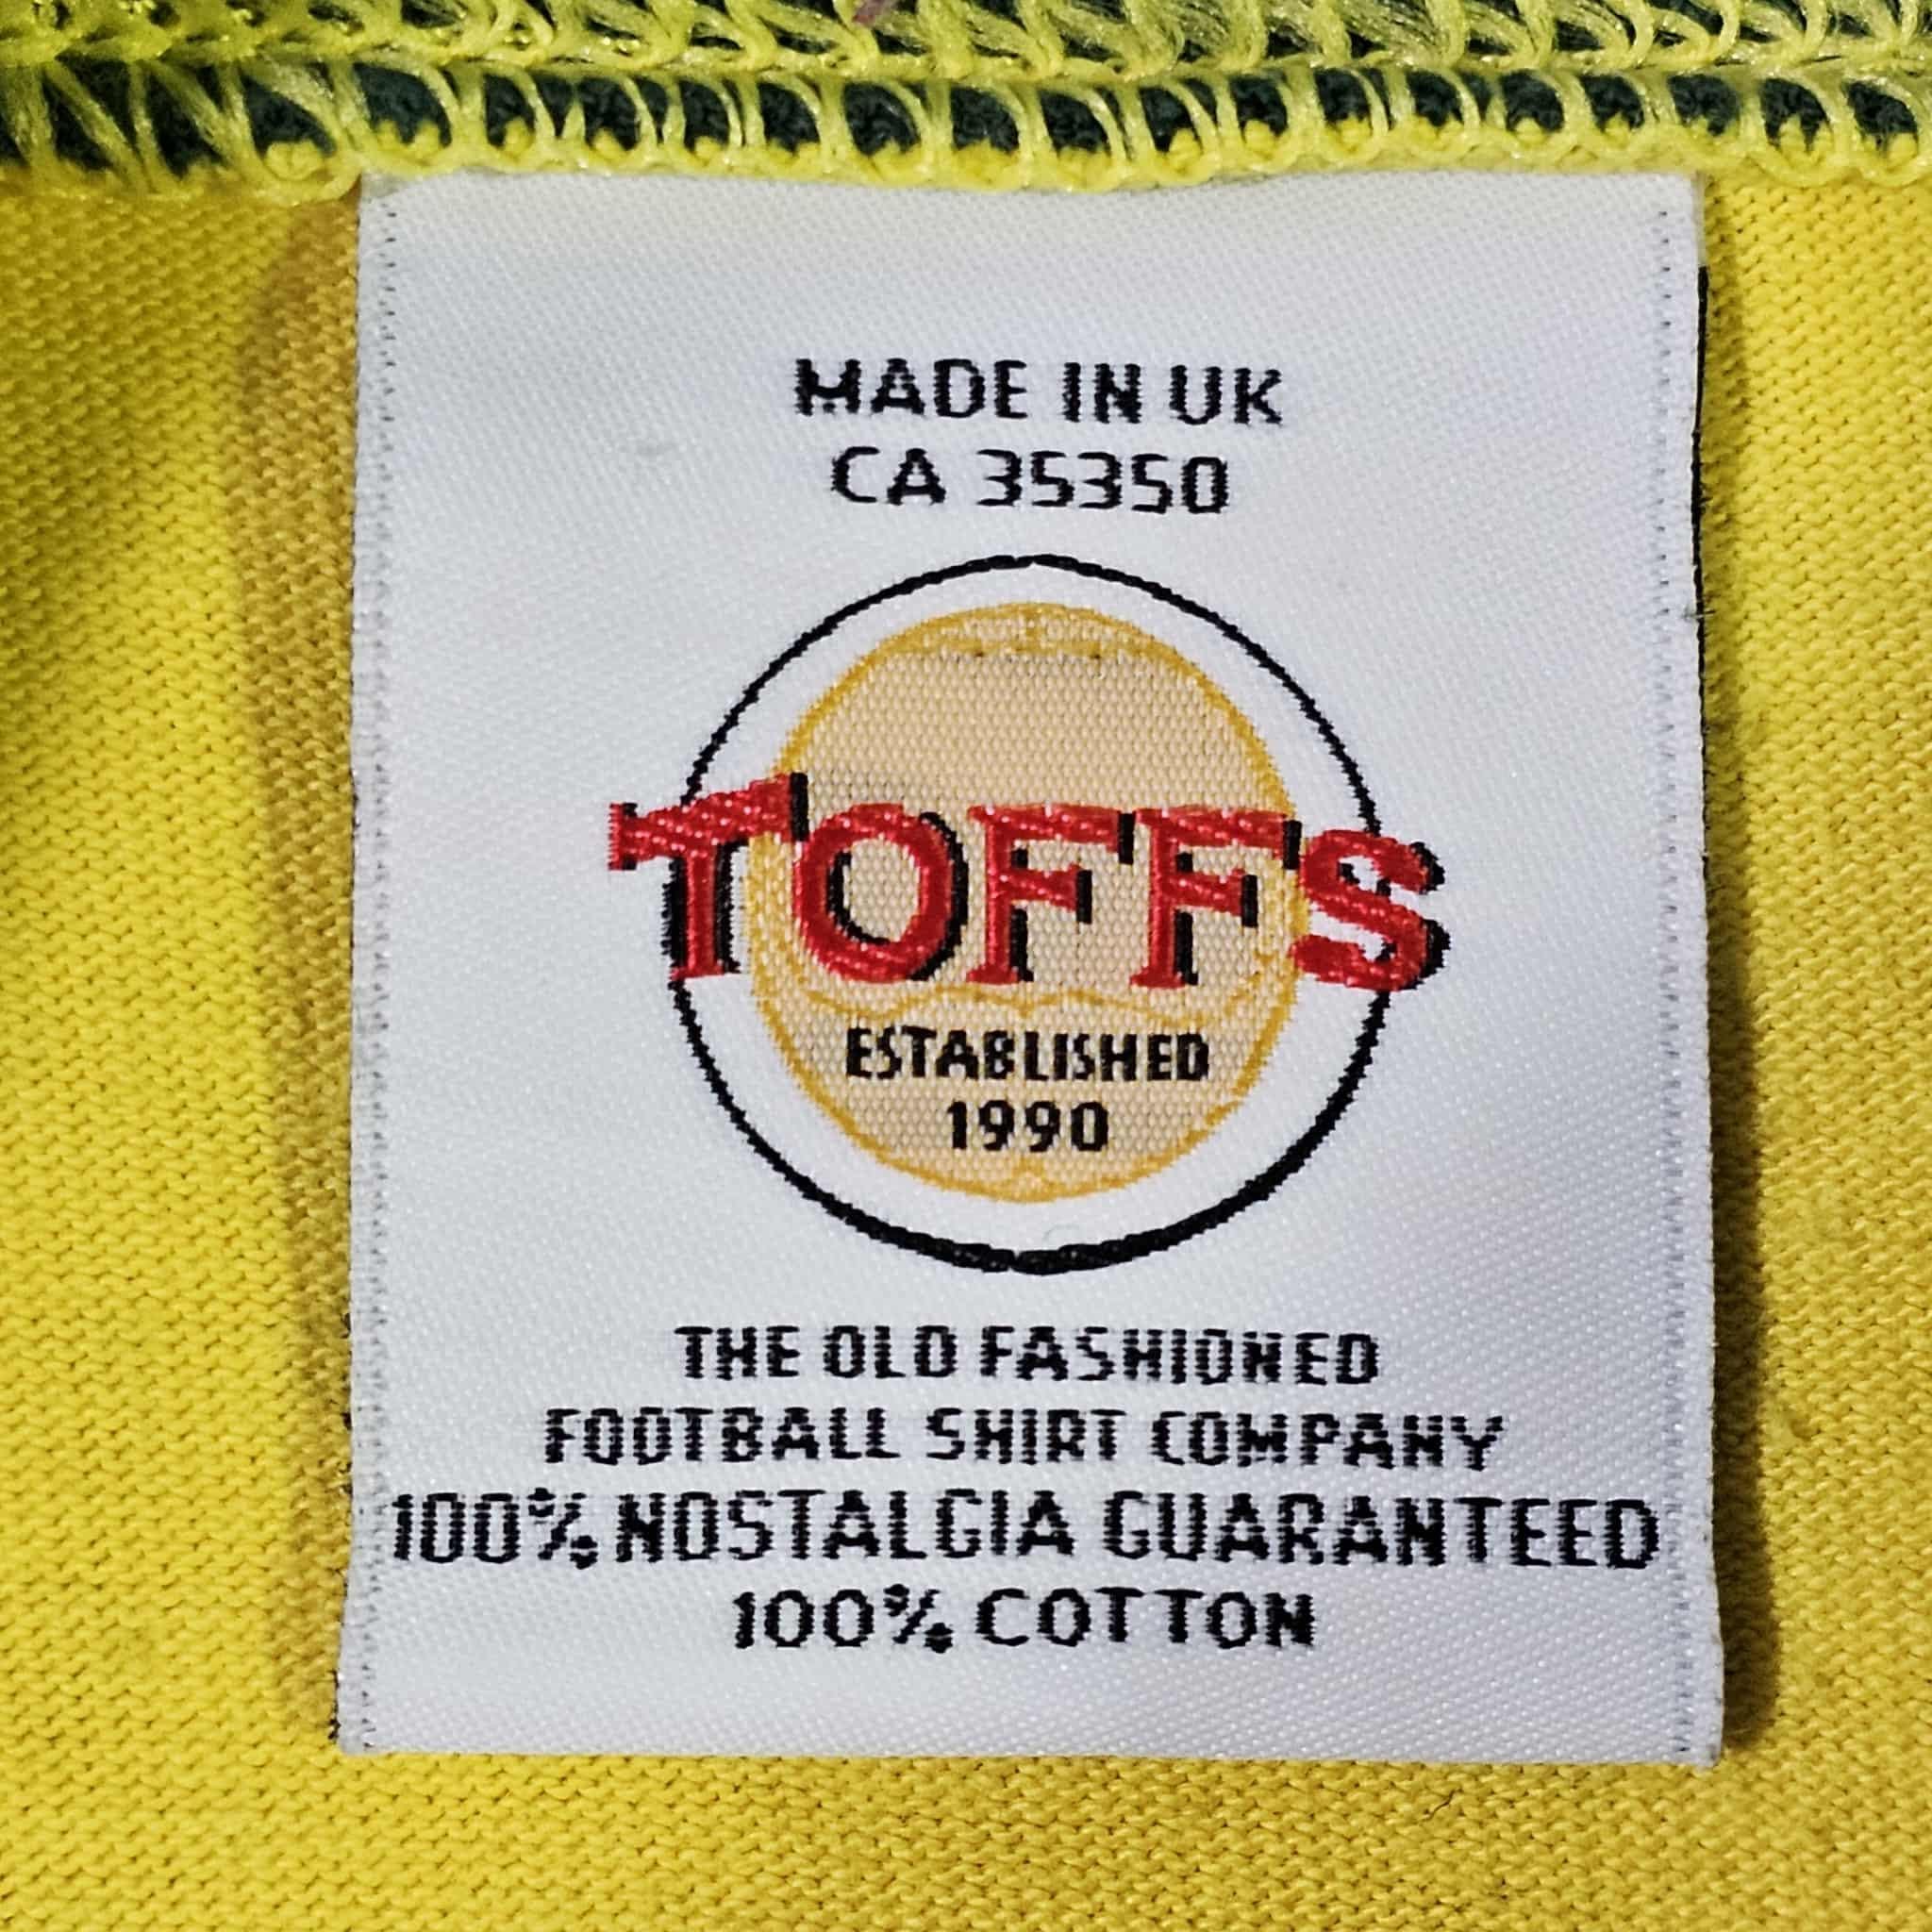 MADE IN UK
CA 35350
TOFFS
ESTABLISHED
1990
THE OLD FASHIONED
FOOTBALL SHIRT COMPANY
100% NOSTALGIA GUARANTEED
100% COTTON